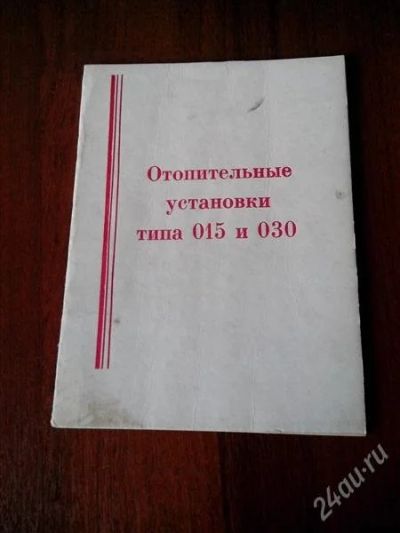 Отопительные
установки
типа 015 и 030
24au.ru